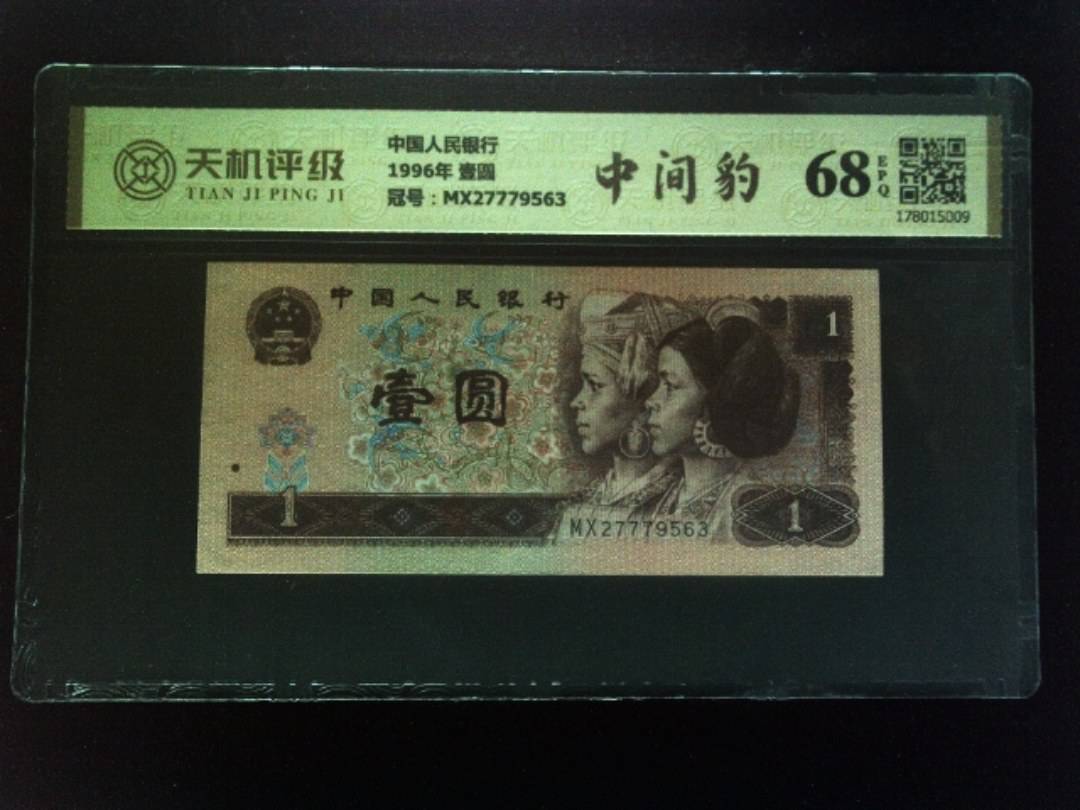 天机评级
TIAN JI PING JI
中国人民银行
1996年 壹圆
冠号：MX27779563
中间豹
68
EPQ
178015009
中国人民银行
1
壹圆
1
MX27779563
1